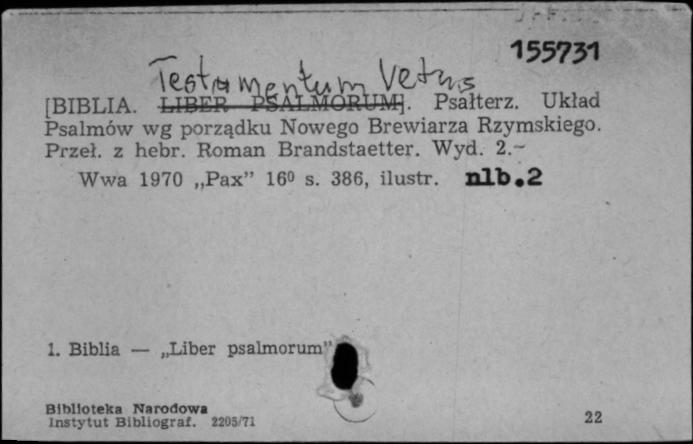 155731
Testamentum Vetus
[BIBLIA. LIBER PSALMORUM]. Psałterz. Układ
Psalmów wg porządku Nowego Brewiarza Rzymskiego.
Przeł. z hebr. Roman Brandstaetter. Wyd. 2.-
Wwa 1970 „Pax” 16⁰ s. 386, ilustr. nlb.2
1. Biblia — „Liber psalmorum”
Biblioteka Narodowa
Instytut Bibliograf. 2205/71
22